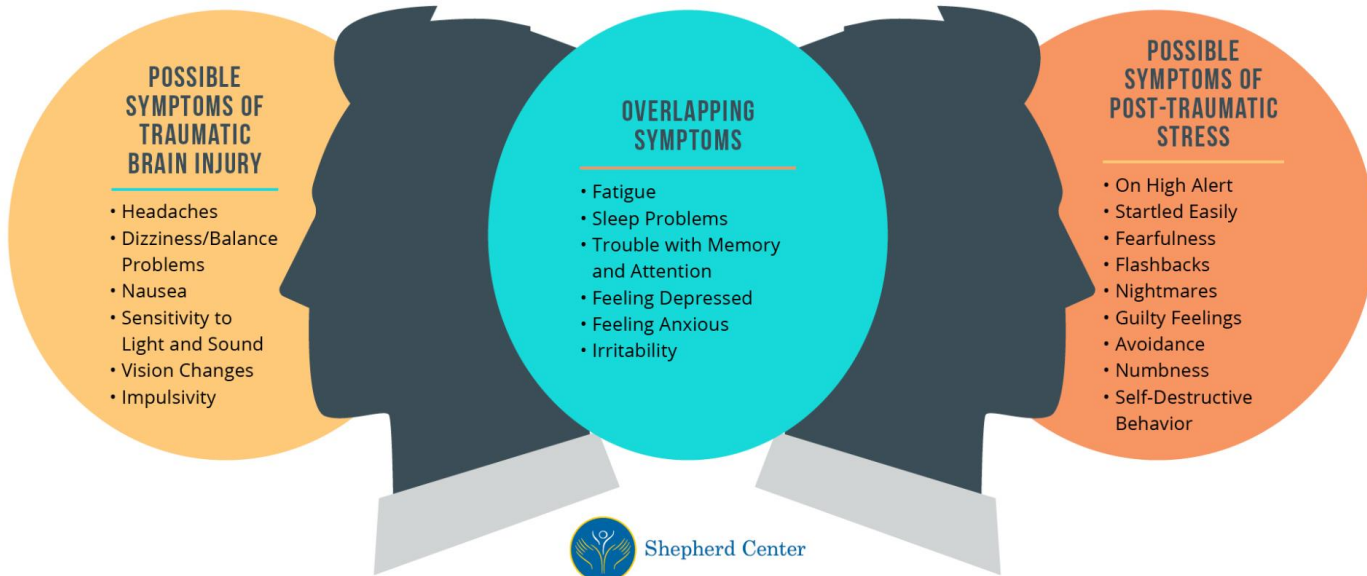 POSSIBLE
SYMPTOMS OF
TRAUMATIC
BRAIN INJURY
• Headaches
• Dizziness/Balance
Problems
• Nausea
• Sensitivity to
Light and Sound
• Vision Changes
• Impulsivity
OVERLAPPING
SYMPTOMS
• Fatigue
• Sleep Problems
• Trouble with Memory
and Attention
• Feeling Depressed
• Feeling Anxious
• Irritability
POSSIBLE
SYMPTOMS OF
POST-TRAUMATIC
STRESS
• On High Alert
• Startled Easily
• Fearfulness
• Flashbacks
• Nightmares
• Guilty Feelings
• Avoidance
• Numbness
• Self-Destructive
Behavior
Shepherd Center